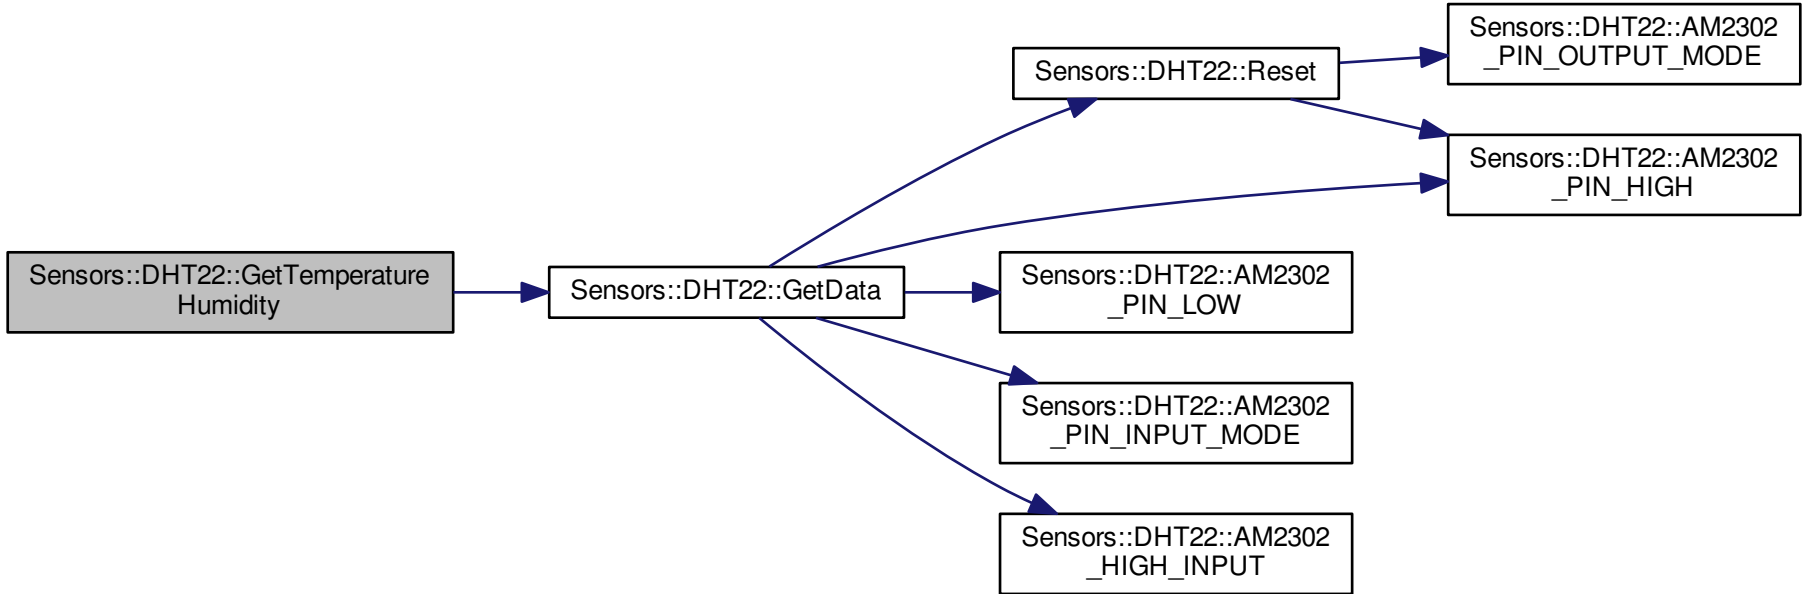 Sensors::DHT22::GetTemperature
Humidity
Sensors::DHT22::GetData
Sensors::DHT22::Reset
Sensors::DHT22::AM2302
_PIN_OUTPUT_MODE
Sensors::DHT22::AM2302
_PIN_HIGH
Sensors::DHT22::AM2302
_PIN_LOW
Sensors::DHT22::AM2302
_PIN_INPUT_MODE
Sensors::DHT22::AM2302
_HIGH_INPUT